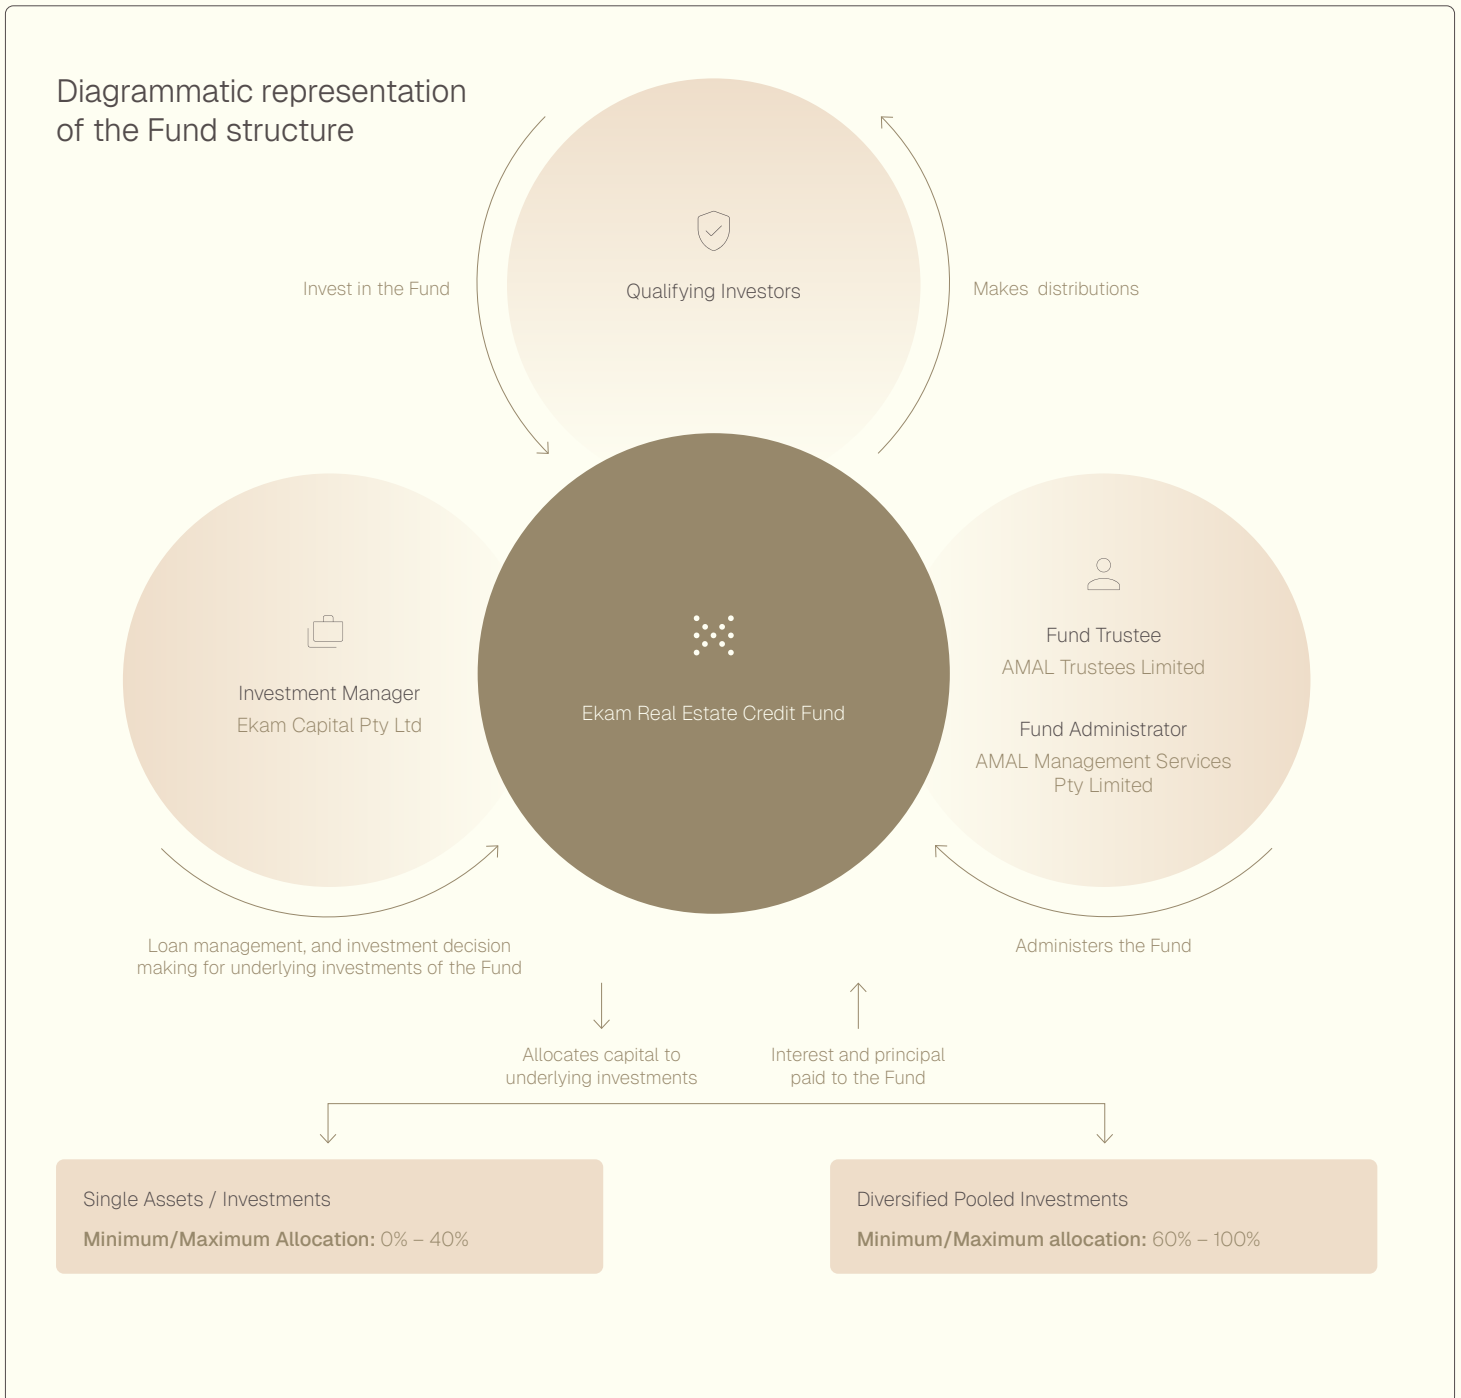 Diagrammatic representation
of the Fund structure
Invest in the Fund
Qualifying Investors
Makes distributions
Investment Manager
Ekam Capital Pty Ltd
Ekam Real Estate Credit Fund
Fund Trustee
AMAL Trustees Limited
Fund Administrator
AMAL Management Services
Pty Limited
Loan management, and investment decision
making for underlying investments of the Fund
Administers the Fund
Allocates capital to
underlying investments
Interest and principal
paid to the Fund
Single Assets / Investments
Minimum/Maximum Allocation: 0% – 40%
Diversified Pooled Investments
Minimum/Maximum allocation: 60% – 100%